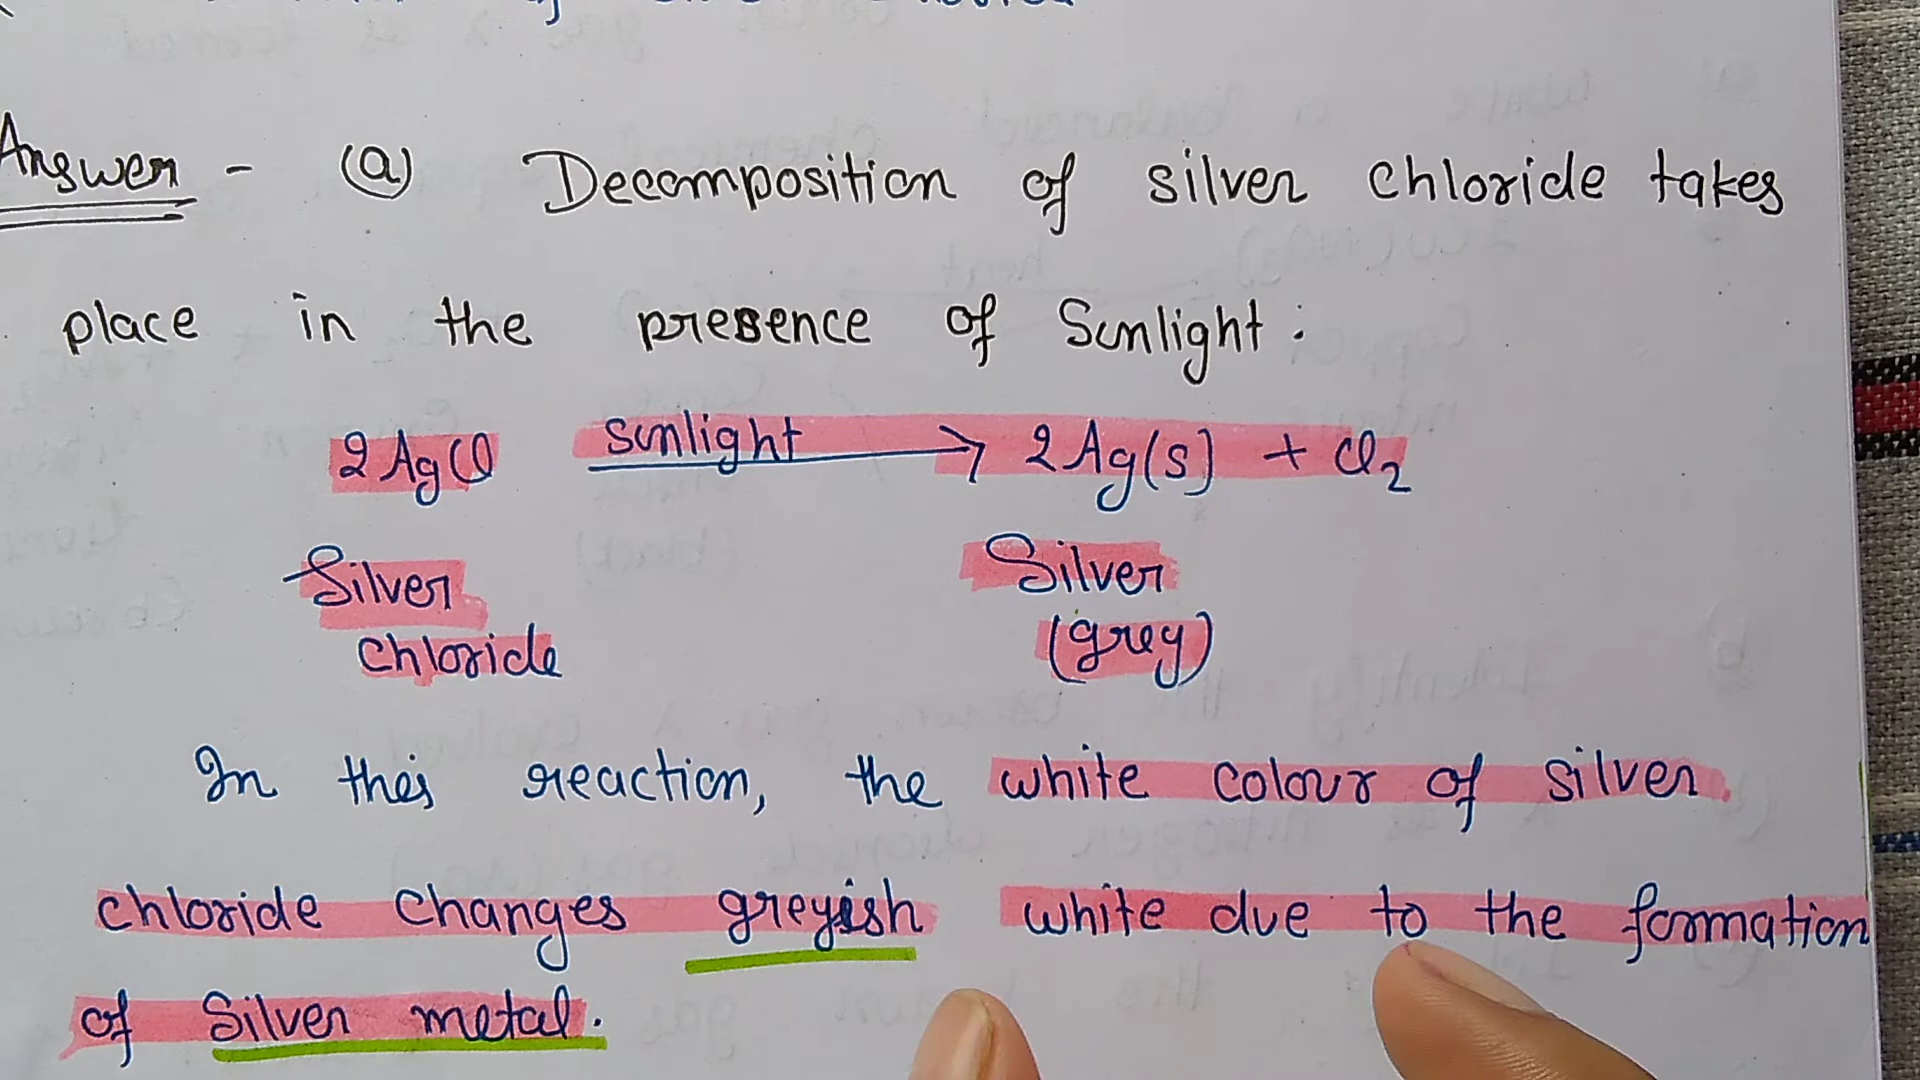 of
Answer - (a) Decomposition of silver chloride takes
place in the presence of Sunlight :
2AgCl sunlight → 2Ag(s) + Cl₂
Silver Silver
Chloride (grey)
In this reaction, the white colour of silver
chloride changes greyish white due to the formation
of Silver metal.